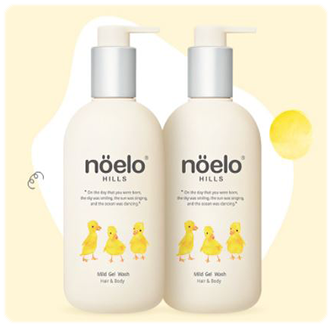 nöelo®
HILLS
"On the day that you were born,
the sky was smiling, the sun was singing,
and the ocean was dancing."
Mild Gel Wash
Hair & Body
nöelo®
HILLS
"On the day that you were born,
the sky was smiling, the sun was singing,
and the ocean was dancing."
Mild Gel Wash
Hair & Body